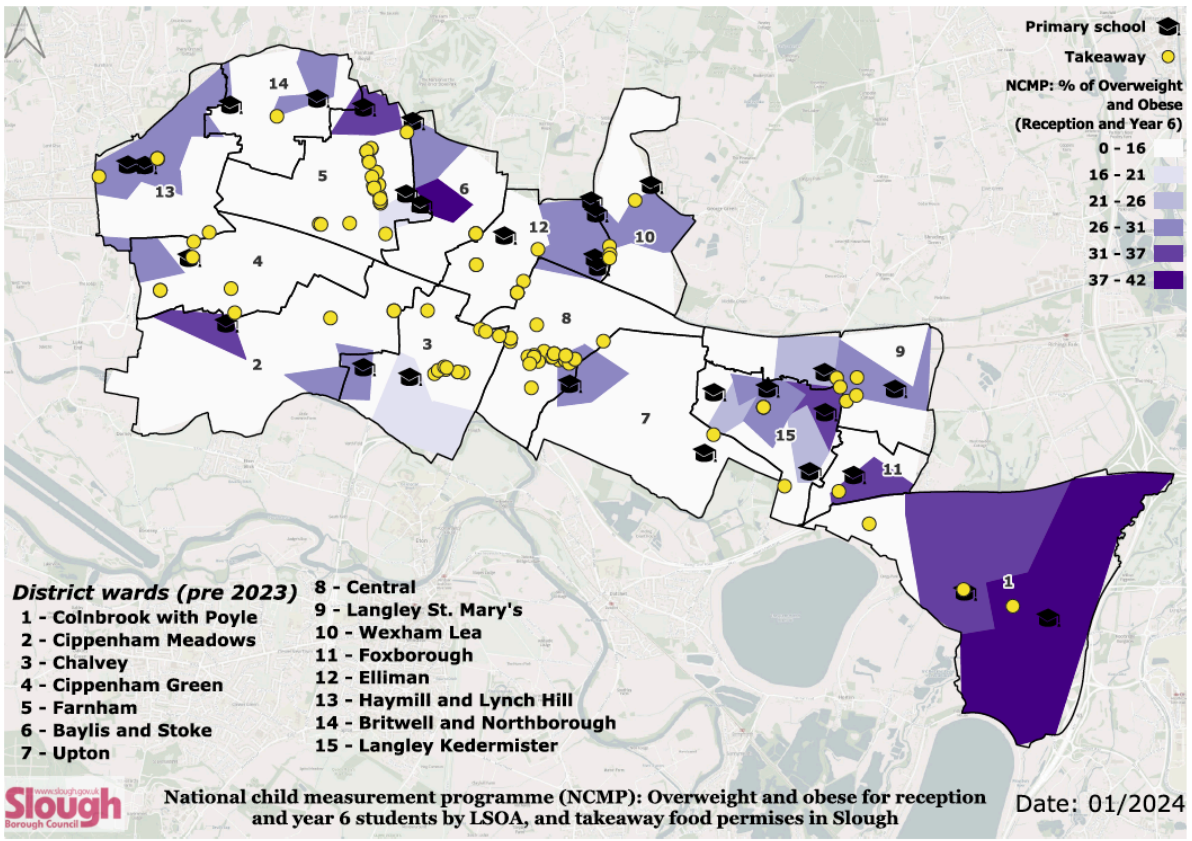 Primary school
Takeaway
NCMP: % of Overweight
and Obese
(Reception and Year 6)
0 - 16
16 - 21
21 - 26
26 - 31
31 - 37
37 - 42
14
5
13
6
12
10
4
8
3
2
9
7
15
11
1
District wards (pre 2023)
1 - Colnbrook with Poyle
2 - Cippenham Meadows
3 - Chalvey
4 - Cippenham Green
5 - Farnham
6 - Baylis and Stoke
7 - Upton
8 - Central
9 - Langley St. Mary's
10 - Wexham Lea
11 - Foxborough
12 - Elliman
13 - Haymill and Lynch Hill
14 - Britwell and Northborough
15 - Langley Kedermister
www.slough.gov.uk
Slough
Borough Council
National child measurement programme (NCMP): Overweight and obese for reception
and year 6 students by LSOA, and takeaway food permises in Slough
Date: 01/2024